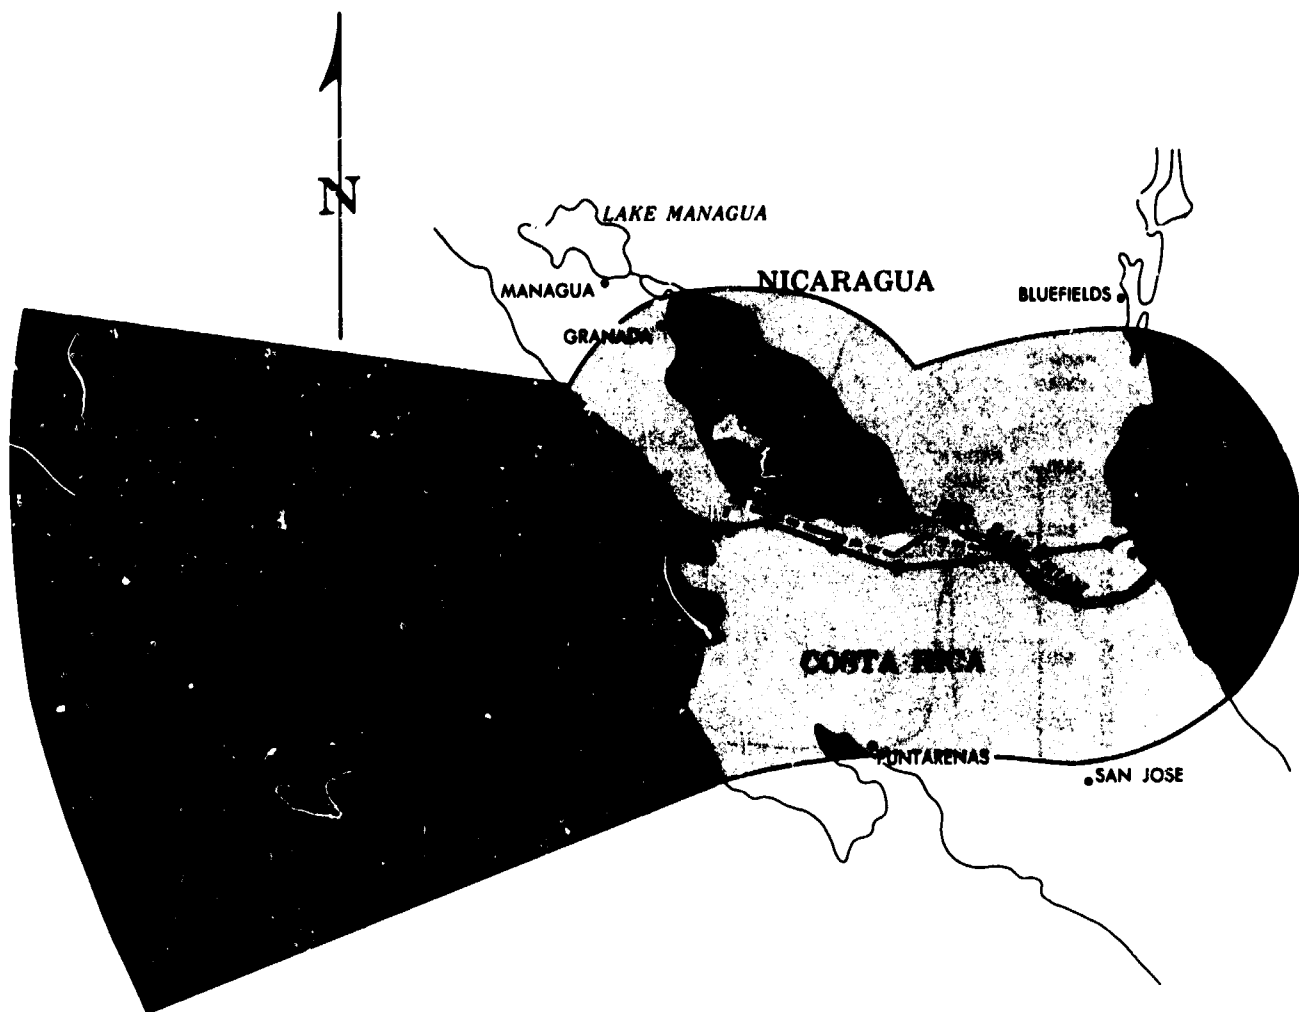 N
LAKE MANAGUA
NICARAGUA
MANAGUA
BLUEFIELDS
GRANADA
COSTA RICA
PUNTARENAS
SAN JOSE